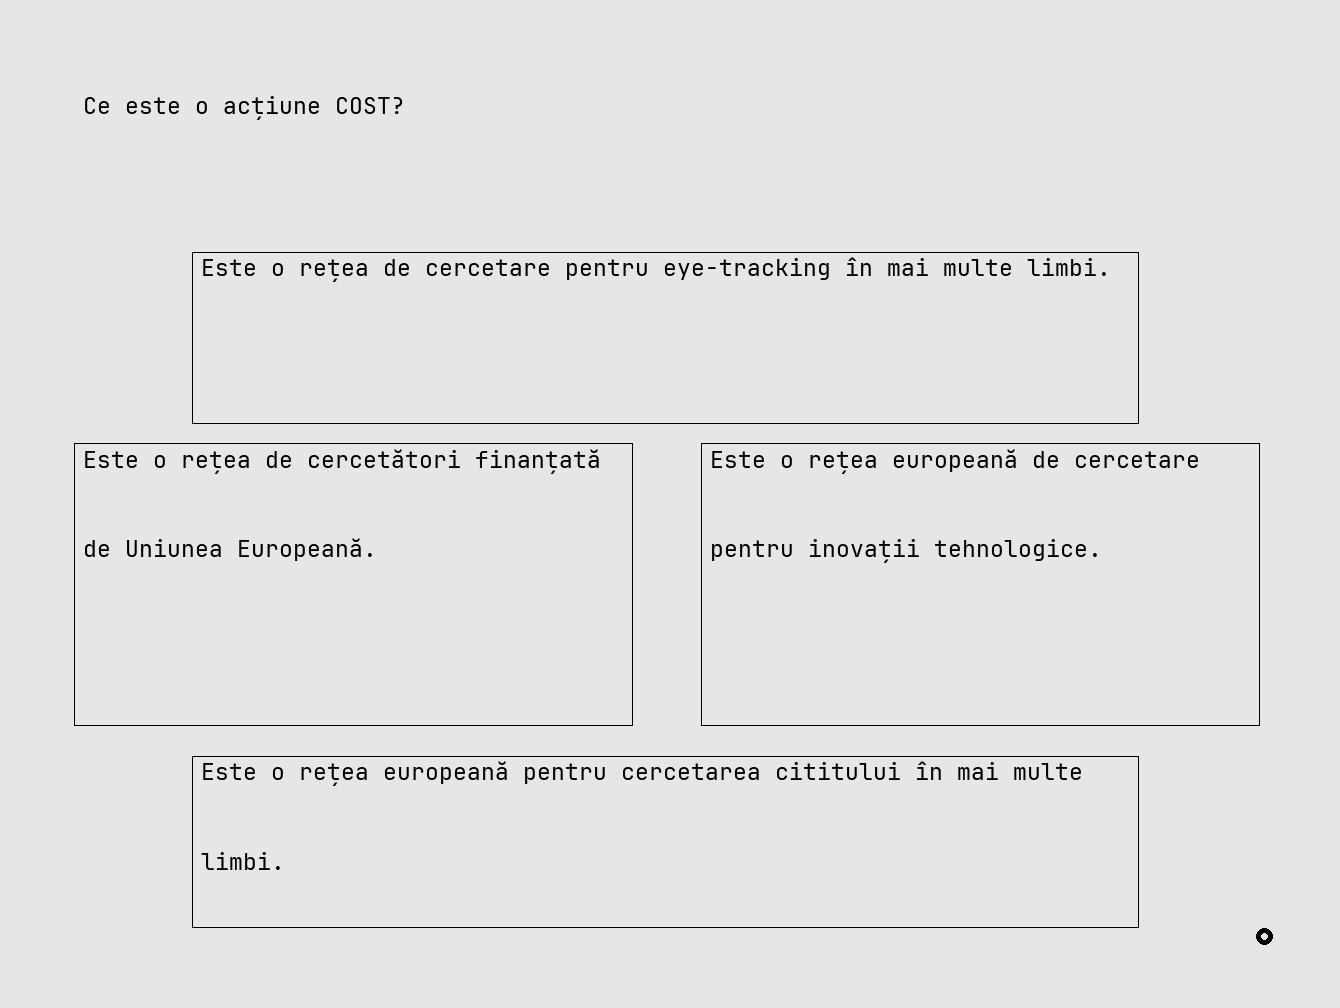 Ce este o acțiune COST?
Este o rețea de cercetare pentru eye-tracking în mai multe limbi.
Este o rețea de cercetători finanțată
de Uniunea Europeană.
Este o rețea europeană de cercetare
pentru inovații tehnologice.
Este o rețea europeană pentru cercetarea cititului în mai multe
limbi.